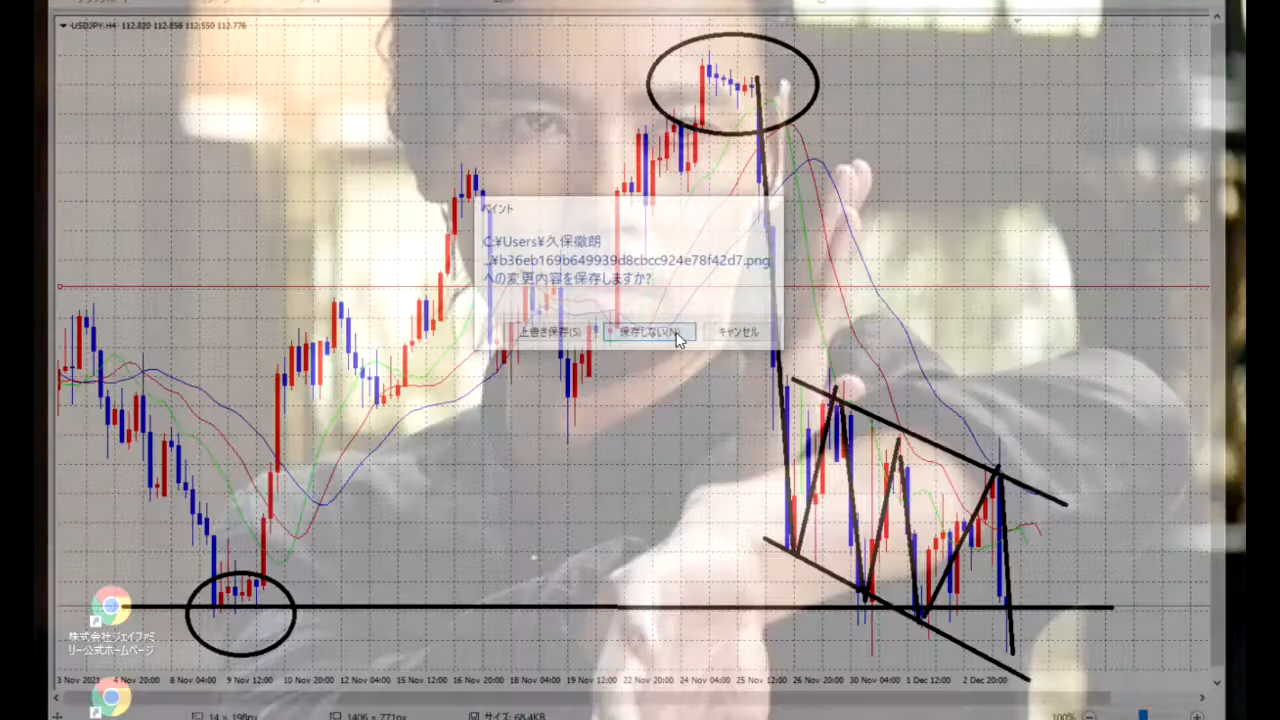 USDJPY,H4 112.820 112.858 112.550 112.776
ペイント
C:¥Users¥久保徹朗
...¥b36eb169b649939d8cbcc924e78f42d7.png
への変更内容を保存しますか?
上書き保存(S) 保存しない(N) キャンセル
株式会社ジェイファミ
リー公式ホームページ
3 Nov 2021 4 Nov 20:00 8 Nov 04:00 9 Nov 12:00 10 Nov 20:00 12 Nov 04:00 15 Nov 12:00 16 Nov 20:00 18 Nov 04:00 19 Nov 12:00 22 Nov 20:00 24 Nov 04:00 25 Nov 12:00 26 Nov 20:00 30 Nov 04:00 1 Dec 12:00 2 Dec 20:00
14 × 198px 1406 × 771px サイズ: 68.4KB 100%